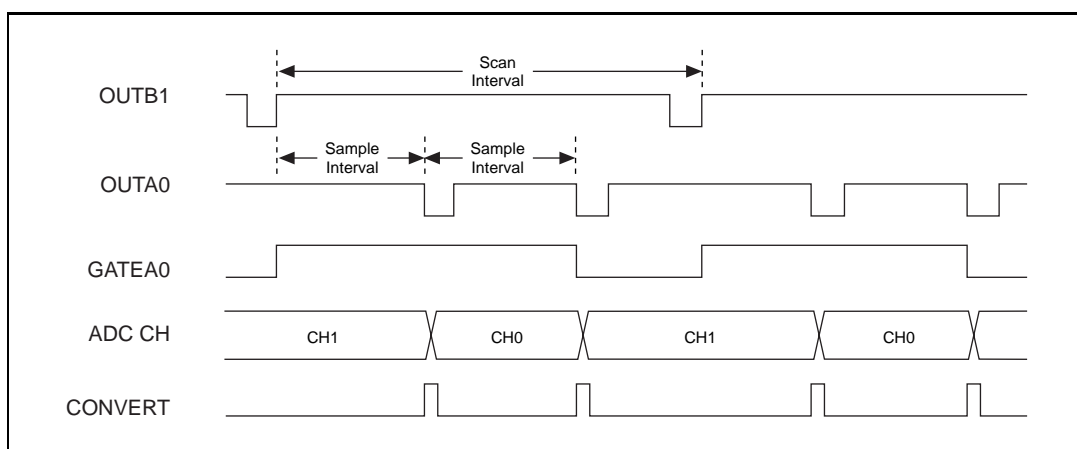 Scan
Interval
OUTB1
Sample
Interval
Sample
Interval
OUTA0
GATEA0
ADC CH
CH1
CH0
CH1
CH0
CONVERT